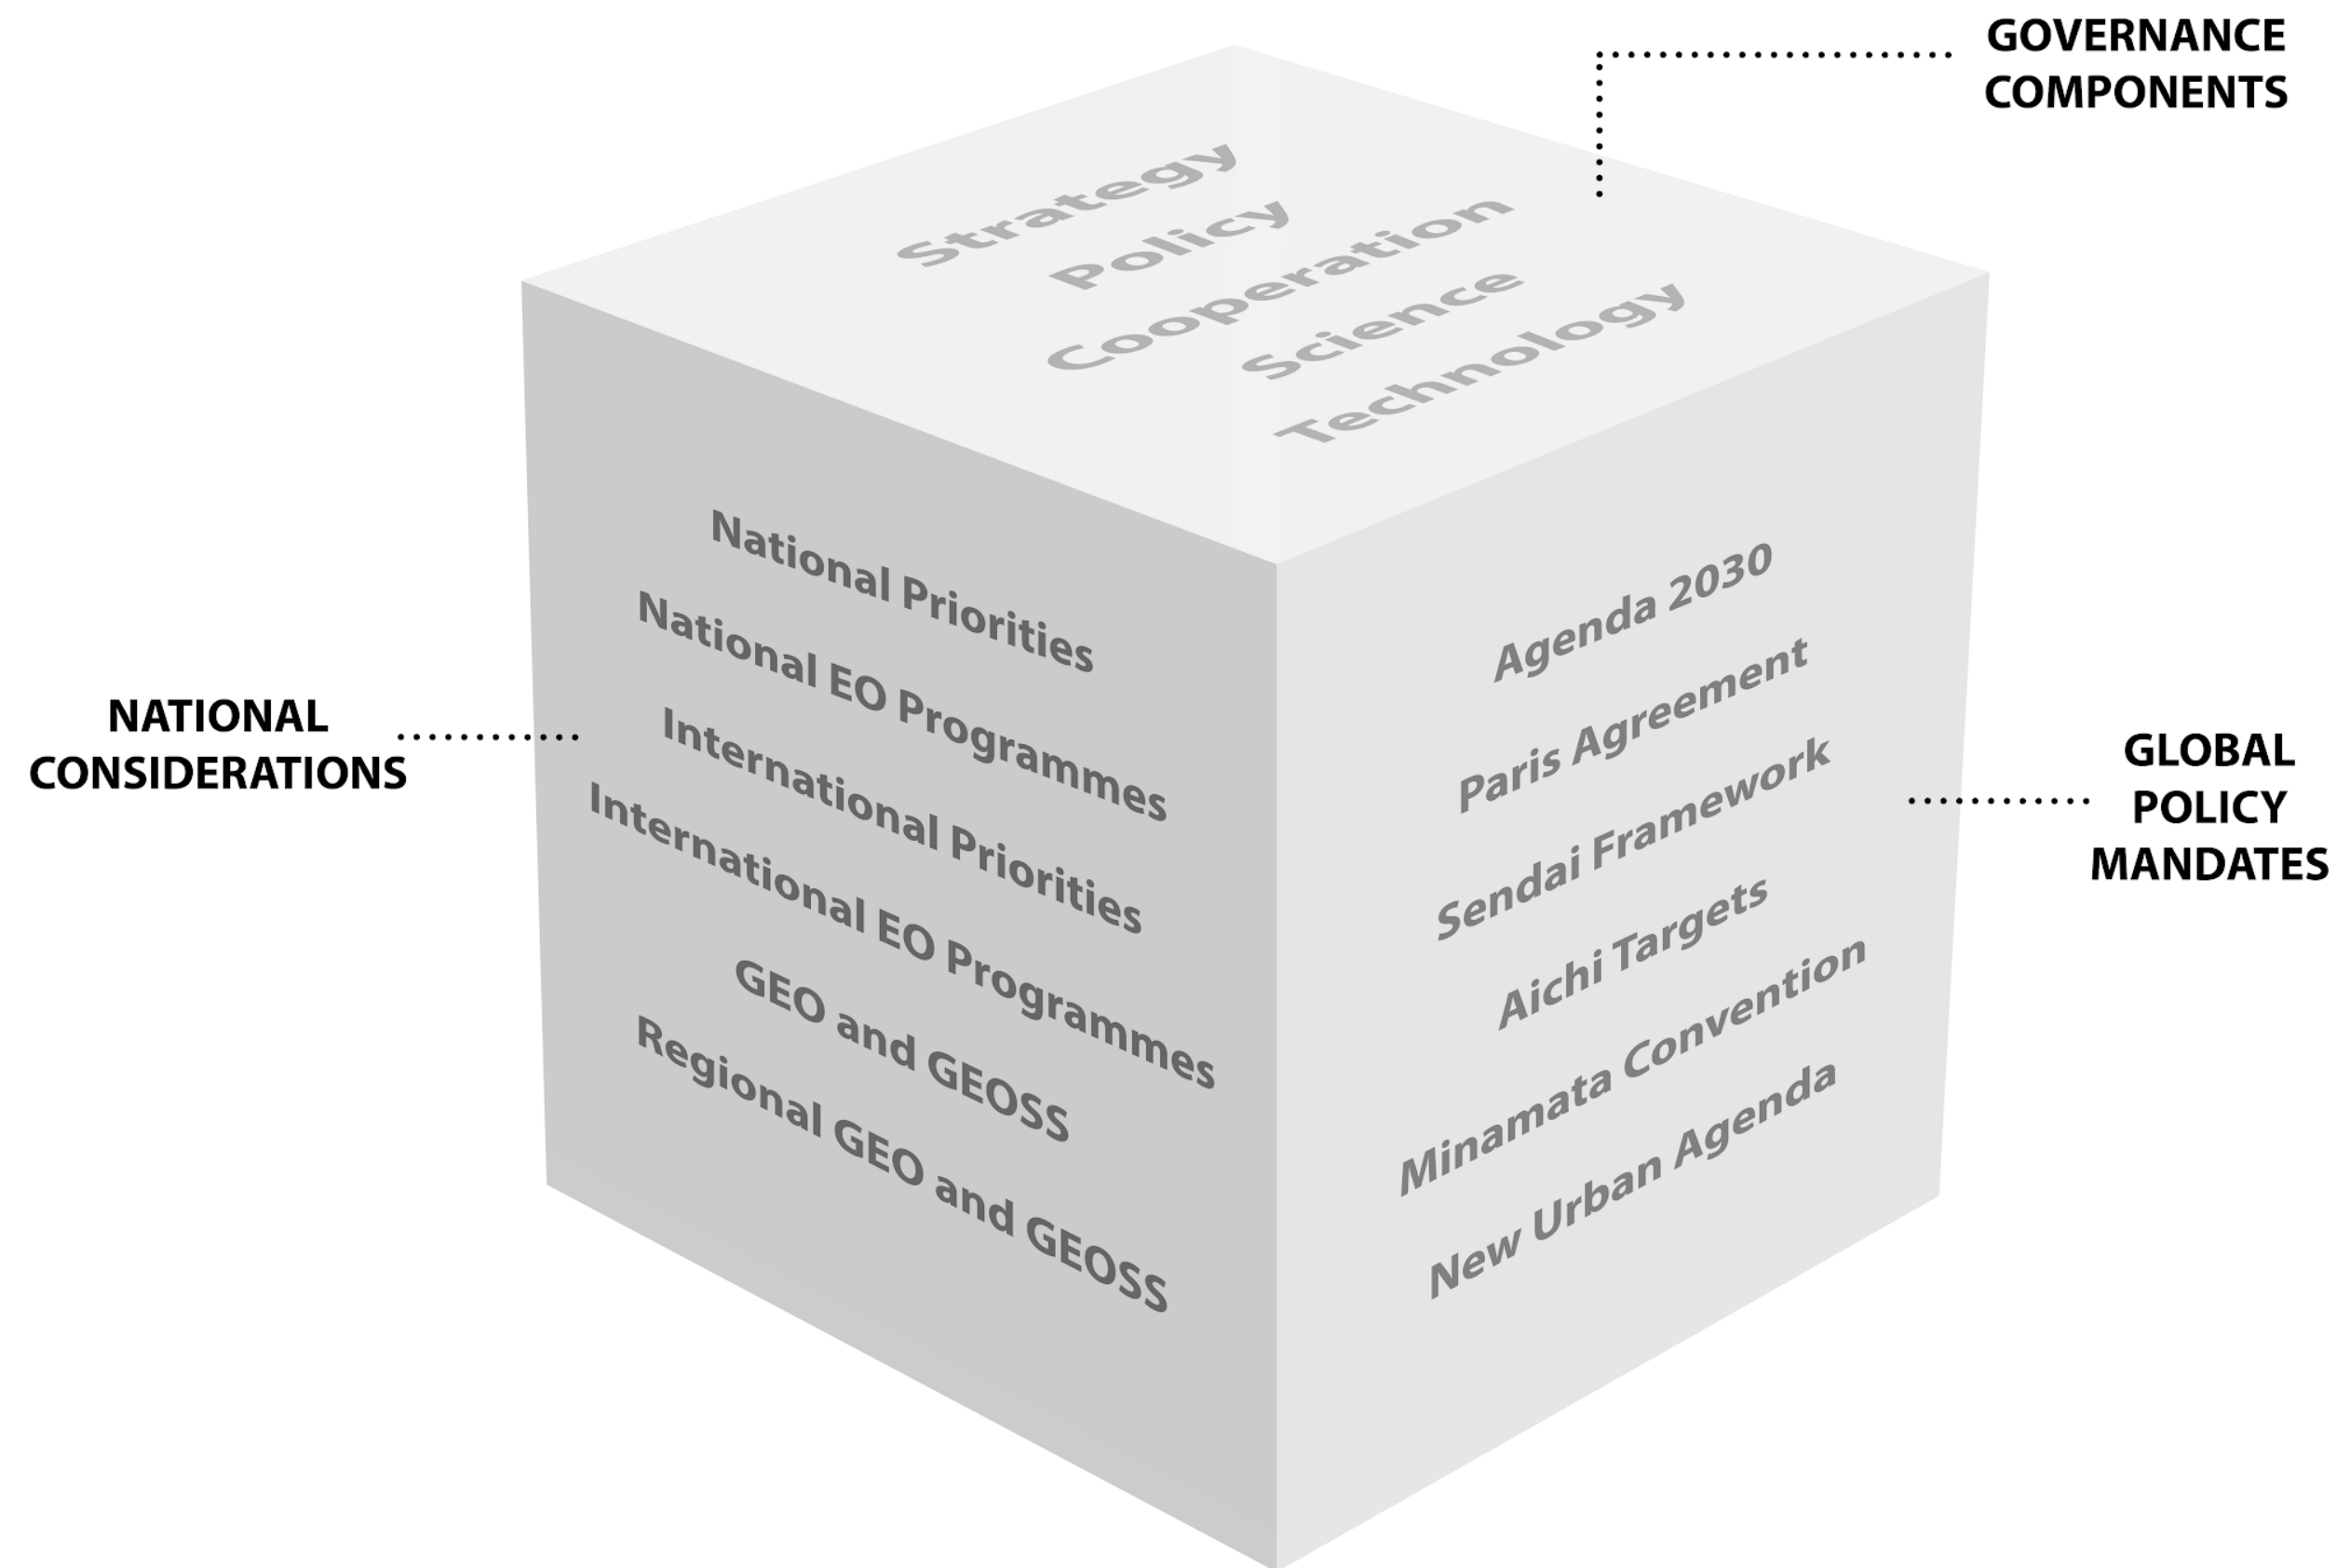 GOVERNANCE
COMPONENTS
Strategy
Policy
Cooperation
Science
Technology
NATIONAL
CONSIDERATIONS
National Priorities
National EO Programmes
International Priorities
International EO Programmes
GEO and GEOSS
Regional GEO and GEOSS
Agenda 2030
Paris Agreement
Sendai Framework
Aichi Targets
Minamata Convention
New Urban Agenda
GLOBAL
POLICY
MANDATES